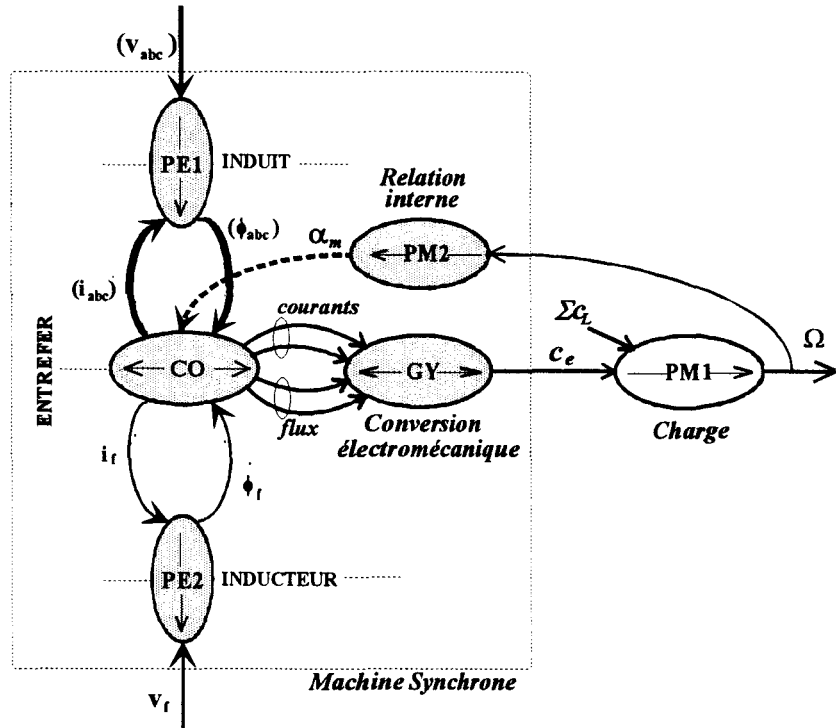 (v_abc)
PE1 INDUIT
Relation
interne
(ϕ_abc)
α_m
PM2
(i_abc)
courants
Σc_L
Ω
ENTREFER
CO
GY
c_e
PM1
flux
Conversion
électromécanique
Charge
i_f
ϕ_f
PE2 INDUCTEUR
Machine Synchrone
v_f